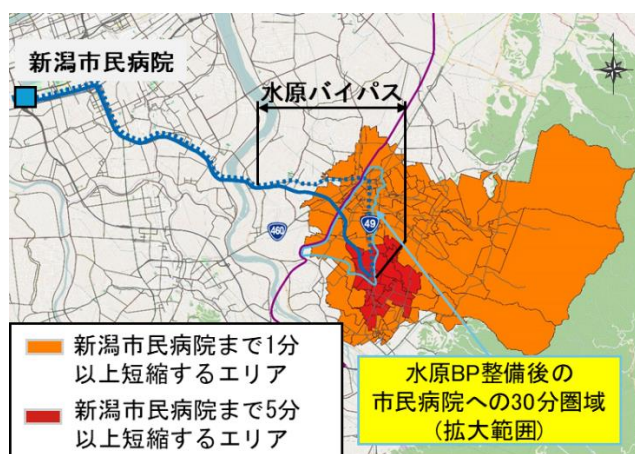 新潟市民病院
水原バイパス
460
49
新潟市民病院まで1分
以上短縮するエリア
新潟市民病院まで5分
以上短縮するエリア
水原BP整備後の
市民病院への30分圏域
(拡大範囲)